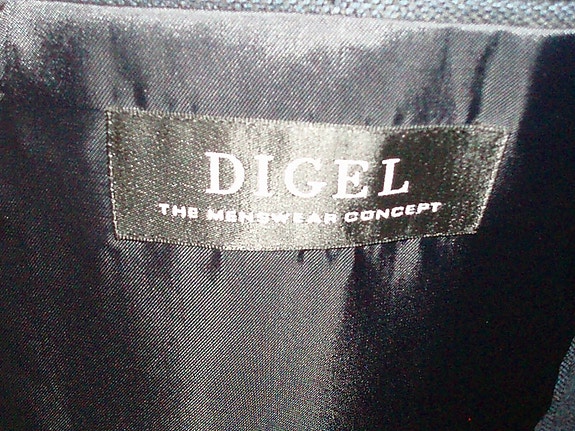 DIGEL
THE MENSWEAR CONCEPT